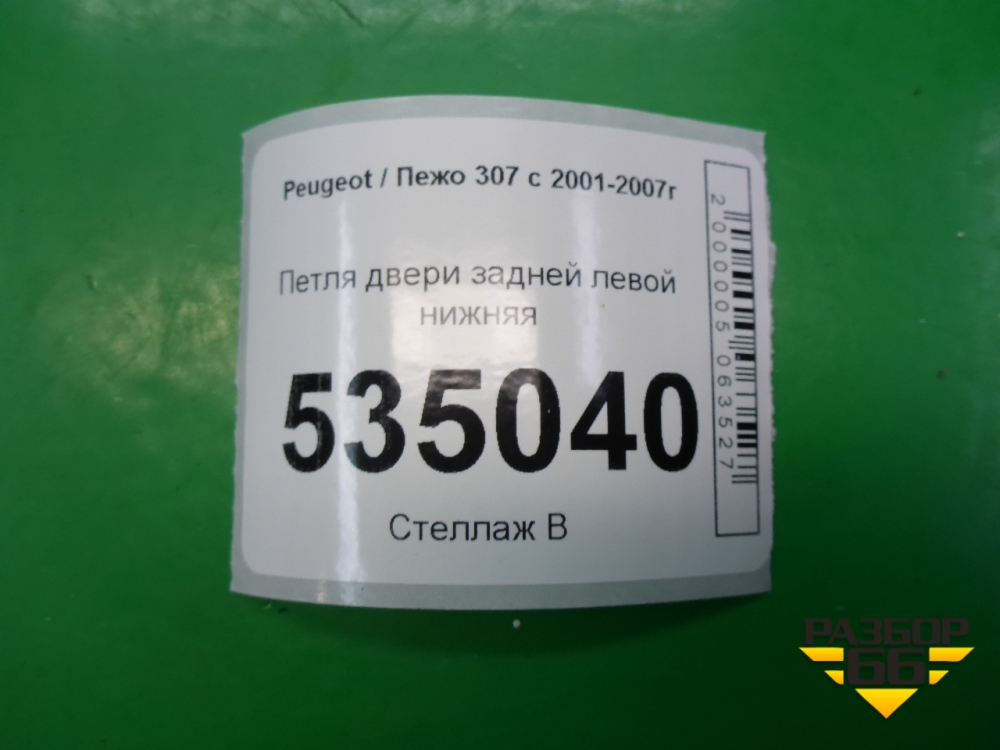 Peugeot / Пежо 307 с 2001-2007г
Петля двери задней левой
нижняя
535040
Стеллаж В
2000005063527
РАЗБОР
66